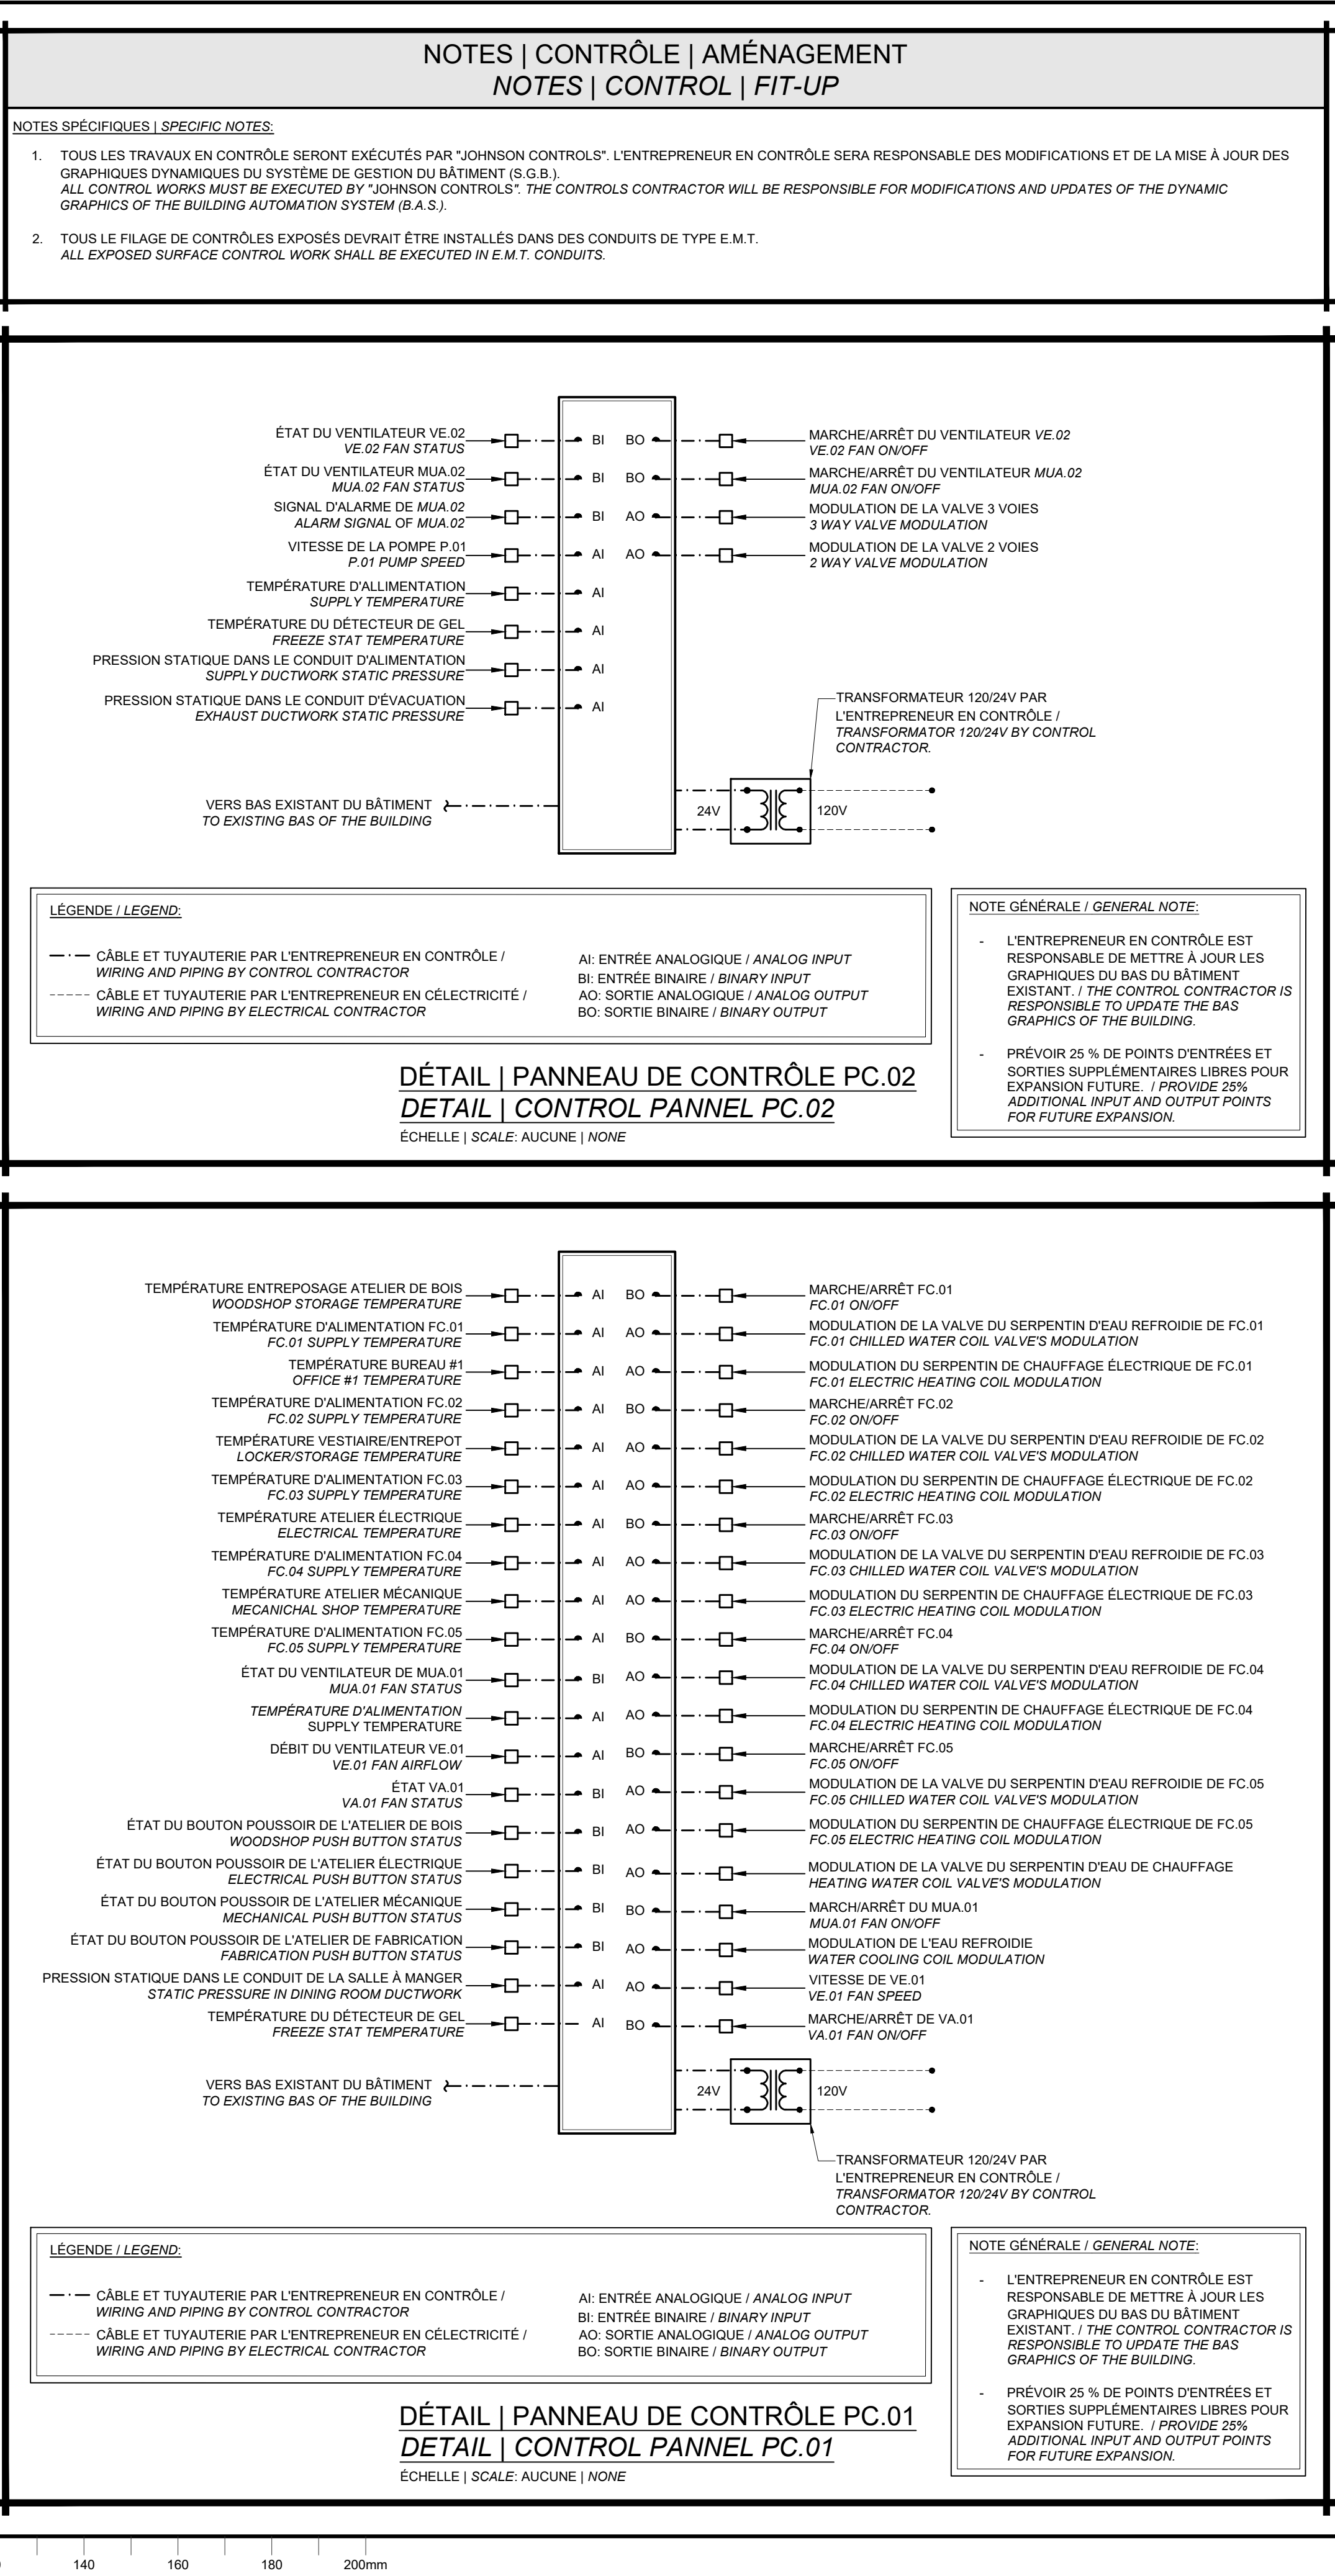 NOTES | CONTRÔLE | AMÉNAGEMENT
NOTES | CONTROL | FIT-UP
NOTES SPÉCIFIQUES | SPECIFIC NOTES:
1. TOUS LES TRAVAUX EN CONTRÔLE SERONT EXÉCUTÉS PAR "JOHNSON CONTROLS". L'ENTREPRENEUR EN CONTRÔLE SERA RESPONSABLE DES MODIFICATIONS ET DE LA MISE À JOUR DES
GRAPHIQUES DYNAMIQUES DU SYSTÈME DE GESTION DU BÂTIMENT (S.G.B.).
ALL CONTROL WORKS MUST BE EXECUTED BY "JOHNSON CONTROLS". THE CONTROLS CONTRACTOR WILL BE RESPONSIBLE FOR MODIFICATIONS AND UPDATES OF THE DYNAMIC
GRAPHICS OF THE BUILDING AUTOMATION SYSTEM (B.A.S.).
2. TOUS LE FILAGE DE CONTRÔLES EXPOSÉS DEVRAIT ÊTRE INSTALLÉS DANS DES CONDUITS DE TYPE E.M.T.
ALL EXPOSED SURFACE CONTROL WORK SHALL BE EXECUTED IN E.M.T. CONDUITS.
ÉTAT DU VENTILATEUR VE.02
VE.02 FAN STATUS
BI BO
MARCHE/ARRÊT DU VENTILATEUR VE.02
VE.02 FAN ON/OFF
ÉTAT DU VENTILATEUR MUA.02
MUA.02 FAN STATUS
BI BO
MARCHE/ARRÊT DU VENTILATEUR MUA.02
MUA.02 FAN ON/OFF
SIGNAL D'ALARME DE MUA.02
ALARM SIGNAL OF MUA.02
BI AO
MODULATION DE LA VALVE 3 VOIES
3 WAY VALVE MODULATION
VITESSE DE LA POMPE P.01
P.01 PUMP SPEED
AI AO
MODULATION DE LA VALVE 2 VOIES
2 WAY VALVE MODULATION
TEMPÉRATURE D'ALLIMENTATION
SUPPLY TEMPERATURE
AI
TEMPÉRATURE DU DÉTECTEUR DE GEL
FREEZE STAT TEMPERATURE
AI
PRESSION STATIQUE DANS LE CONDUIT D'ALIMENTATION
SUPPLY DUCTWORK STATIC PRESSURE
AI
PRESSION STATIQUE DANS LE CONDUIT D'ÉVACUATION
EXHAUST DUCTWORK STATIC PRESSURE
AI
TRANSFORMATEUR 120/24V PAR
L'ENTREPRENEUR EN CONTRÔLE /
TRANSFORMATOR 120/24V BY CONTROL
CONTRACTOR.
VERS BAS EXISTANT DU BÂTIMENT
TO EXISTING BAS OF THE BUILDING
24V 120V
LÉGENDE / LEGEND:
CÂBLE ET TUYAUTERIE PAR L'ENTREPRENEUR EN CONTRÔLE /
WIRING AND PIPING BY CONTROL CONTRACTOR
CÂBLE ET TUYAUTERIE PAR L'ENTREPRENEUR EN CÉLECTRICITÉ /
WIRING AND PIPING BY ELECTRICAL CONTRACTOR
AI: ENTRÉE ANALOGIQUE / ANALOG INPUT
BI: ENTRÉE BINAIRE / BINARY INPUT
AO: SORTIE ANALOGIQUE / ANALOG OUTPUT
BO: SORTIE BINAIRE / BINARY OUTPUT
NOTE GÉNÉRALE / GENERAL NOTE:
- L'ENTREPRENEUR EN CONTRÔLE EST
RESPONSABLE DE METTRE À JOUR LES
GRAPHIQUES DU BAS DU BÂTIMENT
EXISTANT. / THE CONTROL CONTRACTOR IS
RESPONSIBLE TO UPDATE THE BAS
GRAPHICS OF THE BUILDING.
- PRÉVOIR 25 % DE POINTS D'ENTRÉES ET
SORTIES SUPPLÉMENTAIRES LIBRES POUR
EXPANSION FUTURE. / PROVIDE 25%
ADDITIONAL INPUT AND OUTPUT POINTS
FOR FUTURE EXPANSION.
DÉTAIL | PANNEAU DE CONTRÔLE PC.02
DETAIL | CONTROL PANNEL PC.02
ÉCHELLE | SCALE: AUCUNE | NONE
TEMPÉRATURE ENTREPOSAGE ATELIER DE BOIS
WOODSHOP STORAGE TEMPERATURE
AI BO
MARCHE/ARRÊT FC.01
FC.01 ON/OFF
TEMPÉRATURE D'ALIMENTATION FC.01
FC.01 SUPPLY TEMPERATURE
AI AO
MODULATION DE LA VALVE DU SERPENTIN D'EAU REFROIDIE DE FC.01
FC.01 CHILLED WATER COIL VALVE'S MODULATION
TEMPÉRATURE BUREAU #1
OFFICE #1 TEMPERATURE
AI AO
MODULATION DU SERPENTIN DE CHAUFFAGE ÉLECTRIQUE DE FC.01
FC.01 ELECTRIC HEATING COIL MODULATION
TEMPÉRATURE D'ALIMENTATION FC.02
FC.02 SUPPLY TEMPERATURE
AI BO
MARCHE/ARRÊT FC.02
FC.02 ON/OFF
TEMPÉRATURE VESTIAIRE/ENTREPOT
LOCKER/STORAGE TEMPERATURE
AI AO
MODULATION DE LA VALVE DU SERPENTIN D'EAU REFROIDIE DE FC.02
FC.02 CHILLED WATER COIL VALVE'S MODULATION
TEMPÉRATURE D'ALIMENTATION FC.03
FC.03 SUPPLY TEMPERATURE
AI AO
MODULATION DU SERPENTIN DE CHAUFFAGE ÉLECTRIQUE DE FC.02
FC.02 ELECTRIC HEATING COIL MODULATION
TEMPÉRATURE ATELIER ÉLECTRIQUE
ELECTRICAL TEMPERATURE
AI BO
MARCHE/ARRÊT FC.03
FC.03 ON/OFF
TEMPÉRATURE D'ALIMENTATION FC.04
FC.04 SUPPLY TEMPERATURE
AI AO
MODULATION DE LA VALVE DU SERPENTIN D'EAU REFROIDIE DE FC.03
FC.03 CHILLED WATER COIL VALVE'S MODULATION
TEMPÉRATURE ATELIER MÉCANIQUE
MECANICHAL SHOP TEMPERATURE
AI AO
MODULATION DU SERPENTIN DE CHAUFFAGE ÉLECTRIQUE DE FC.03
FC.03 ELECTRIC HEATING COIL MODULATION
TEMPÉRATURE D'ALIMENTATION FC.05
FC.05 SUPPLY TEMPERATURE
AI BO
MARCHE/ARRÊT FC.04
FC.04 ON/OFF
ÉTAT DU VENTILATEUR DE MUA.01
MUA.01 FAN STATUS
BI AO
MODULATION DE LA VALVE DU SERPENTIN D'EAU REFROIDIE DE FC.04
FC.04 CHILLED WATER COIL VALVE'S MODULATION
TEMPÉRATURE D'ALIMENTATION
SUPPLY TEMPERATURE
AI AO
MODULATION DU SERPENTIN DE CHAUFFAGE ÉLECTRIQUE DE FC.04
FC.04 ELECTRIC HEATING COIL MODULATION
DÉBIT DU VENTILATEUR VE.01
VE.01 FAN AIRFLOW
AI BO
MARCHE/ARRÊT FC.05
FC.05 ON/OFF
ÉTAT VA.01
VA.01 FAN STATUS
BI AO
MODULATION DE LA VALVE DU SERPENTIN D'EAU REFROIDIE DE FC.05
FC.05 CHILLED WATER COIL VALVE'S MODULATION
ÉTAT DU BOUTON POUSSOIR DE L'ATELIER DE BOIS
WOODSHOP PUSH BUTTON STATUS
BI AO
MODULATION DU SERPENTIN DE CHAUFFAGE ÉLECTRIQUE DE FC.05
FC.05 ELECTRIC HEATING COIL MODULATION
ÉTAT DU BOUTON POUSSOIR DE L'ATELIER ÉLECTRIQUE
ELECTRICAL PUSH BUTTON STATUS
BI AO
MODULATION DE LA VALVE DU SERPENTIN D'EAU DE CHAUFFAGE
HEATING WATER COIL VALVE'S MODULATION
ÉTAT DU BOUTON POUSSOIR DE L'ATELIER MÉCANIQUE
MECHANICAL PUSH BUTTON STATUS
BI BO
MARCH/ARRÊT DU MUA.01
MUA.01 FAN ON/OFF
ÉTAT DU BOUTON POUSSOIR DE L'ATELIER DE FABRICATION
FABRICATION PUSH BUTTON STATUS
BI AO
MODULATION DE L'EAU REFROIDIE
WATER COOLING COIL MODULATION
PRESSION STATIQUE DANS LE CONDUIT DE LA SALLE À MANGER
STATIC PRESSURE IN DINING ROOM DUCTWORK
AI AO
VITESSE DE VE.01
VE.01 FAN SPEED
TEMPÉRATURE DU DÉTECTEUR DE GEL
FREEZE STAT TEMPERATURE
AI BO
MARCHE/ARRÊT DE VA.01
VA.01 FAN ON/OFF
VERS BAS EXISTANT DU BÂTIMENT
TO EXISTING BAS OF THE BUILDING
24V 120V
TRANSFORMATEUR 120/24V PAR
L'ENTREPRENEUR EN CONTRÔLE /
TRANSFORMATOR 120/24V BY CONTROL
CONTRACTOR.
LÉGENDE / LEGEND:
CÂBLE ET TUYAUTERIE PAR L'ENTREPRENEUR EN CONTRÔLE /
WIRING AND PIPING BY CONTROL CONTRACTOR
CÂBLE ET TUYAUTERIE PAR L'ENTREPRENEUR EN CÉLECTRICITÉ /
WIRING AND PIPING BY ELECTRICAL CONTRACTOR
AI: ENTRÉE ANALOGIQUE / ANALOG INPUT
BI: ENTRÉE BINAIRE / BINARY INPUT
AO: SORTIE ANALOGIQUE / ANALOG OUTPUT
BO: SORTIE BINAIRE / BINARY OUTPUT
NOTE GÉNÉRALE / GENERAL NOTE:
- L'ENTREPRENEUR EN CONTRÔLE EST
RESPONSABLE DE METTRE À JOUR LES
GRAPHIQUES DU BAS DU BÂTIMENT
EXISTANT. / THE CONTROL CONTRACTOR IS
RESPONSIBLE TO UPDATE THE BAS
GRAPHICS OF THE BUILDING.
- PRÉVOIR 25 % DE POINTS D'ENTRÉES ET
SORTIES SUPPLÉMENTAIRES LIBRES POUR
EXPANSION FUTURE. / PROVIDE 25%
ADDITIONAL INPUT AND OUTPUT POINTS
FOR FUTURE EXPANSION.
DÉTAIL | PANNEAU DE CONTRÔLE PC.01
DETAIL | CONTROL PANNEL PC.01
ÉCHELLE | SCALE: AUCUNE | NONE
140 160 180 200mm